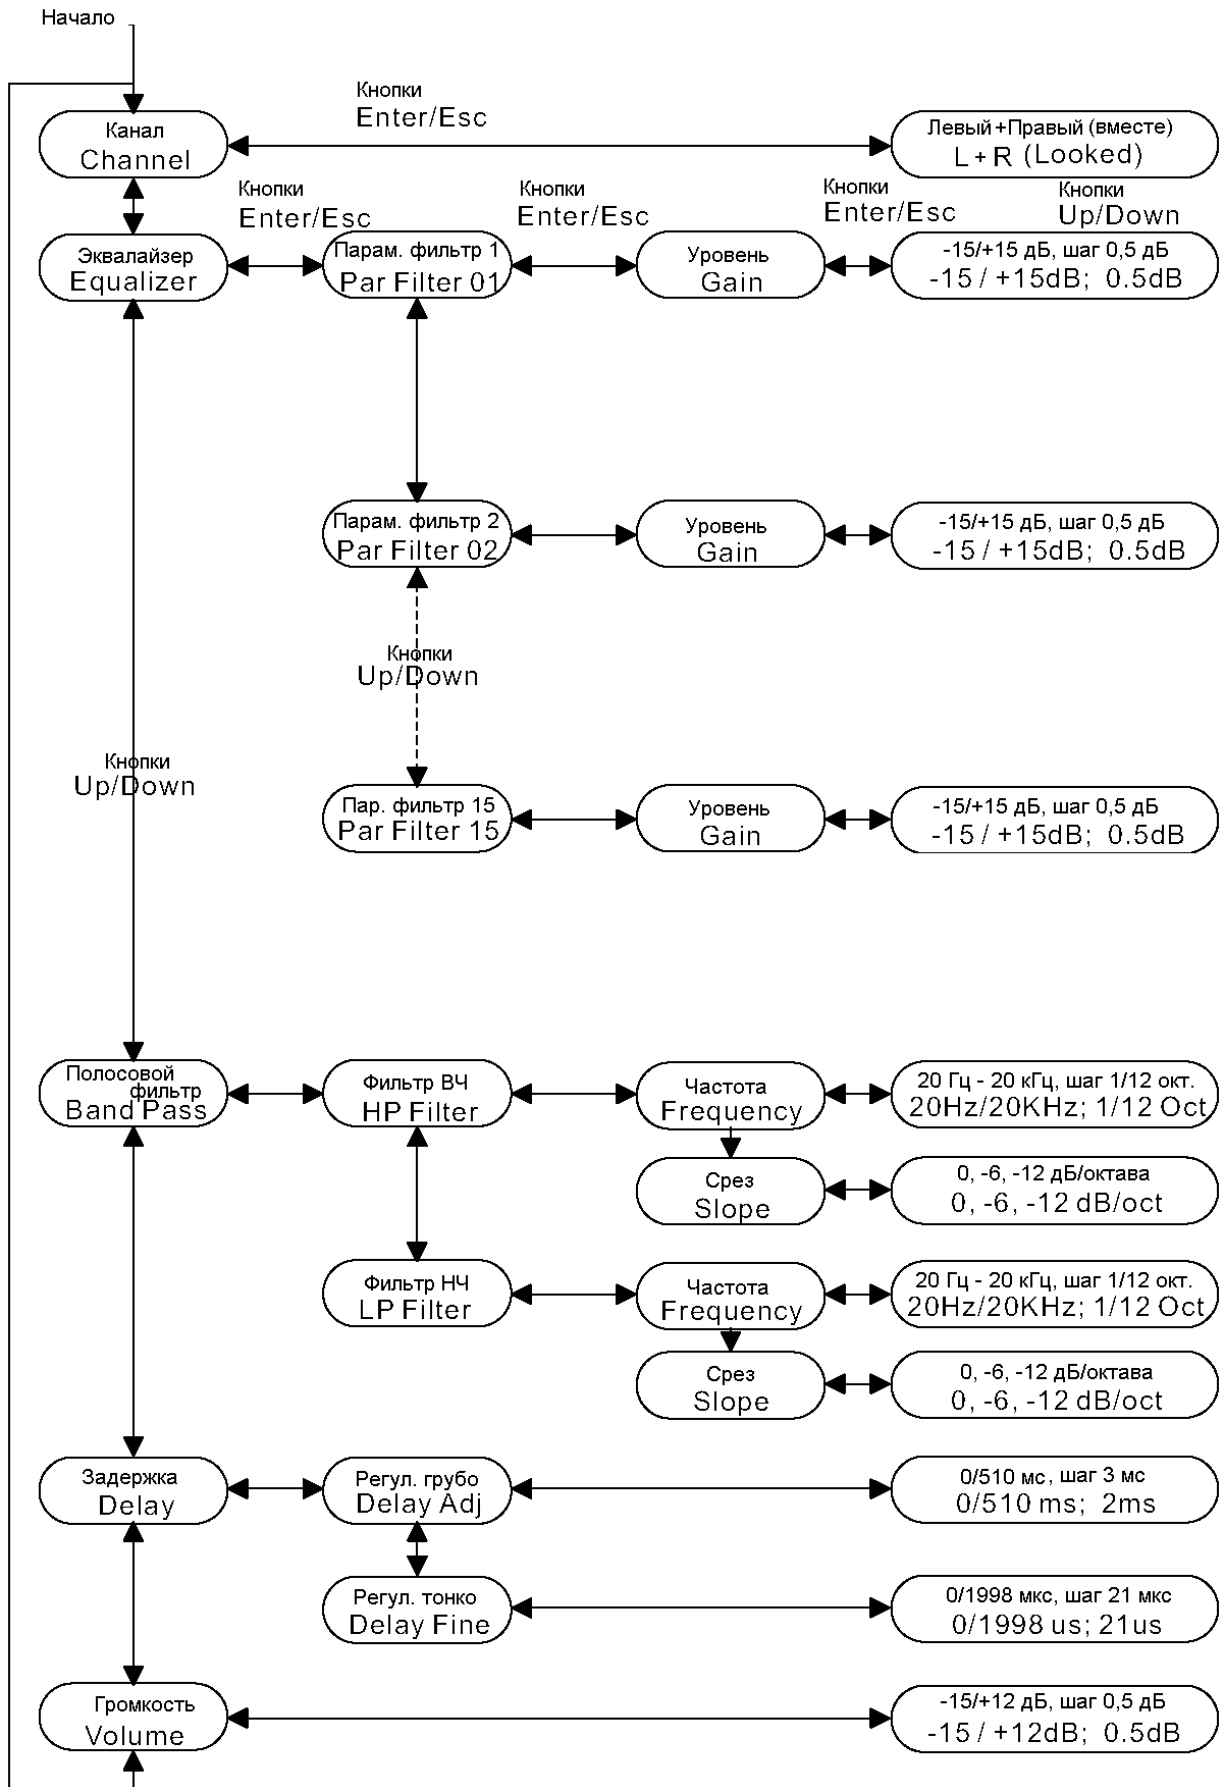 Начало
Кнопки
Enter/Esc
Канал
Channel
Левый+Правый (вместе)
L + R (Looked)
Кнопки
Enter/Esc
Кнопки
Enter/Esc
Кнопки
Enter/Esc
Кнопки
Up/Down
Эквалайзер
Equalizer
Парам. фильтр 1
Par Filter 01
Уровень
Gain
-15/+15 дБ, шаг 0,5 дБ
-15 / +15dB; 0.5dB
Парам. фильтр 2
Par Filter 02
Уровень
Gain
-15/+15 дБ, шаг 0,5 дБ
-15 / +15dB; 0.5dB
Кнопки
Up/Down
Кнопки
Up/Down
Пар. фильтр 15
Par Filter 15
Уровень
Gain
-15/+15 дБ, шаг 0,5 дБ
-15 / +15dB; 0.5dB
Полосовой
фильтр
Band Pass
Фильтр ВЧ
HP Filter
Частота
Frequency
20 Гц - 20 кГц, шаг 1/12 окт.
20Hz/20KHz; 1/12 Oct
Срез
Slope
0, -6, -12 дБ/октава
0, -6, -12 dB/oct
Фильтр НЧ
LP Filter
Частота
Frequency
20 Гц - 20 кГц, шаг 1/12 окт.
20Hz/20KHz; 1/12 Oct
Срез
Slope
0, -6, -12 дБ/октава
0, -6, -12 dB/oct
Задержка
Delay
Регул. грубо
Delay Adj
0/510 мс, шаг 3 мс
0/510 ms; 2ms
Регул. тонко
Delay Fine
0/1998 мкс, шаг 21 мкс
0/1998 us; 21us
Громкость
Volume
-15/+12 дБ, шаг 0,5 дБ
-15 / +12dB; 0.5dB